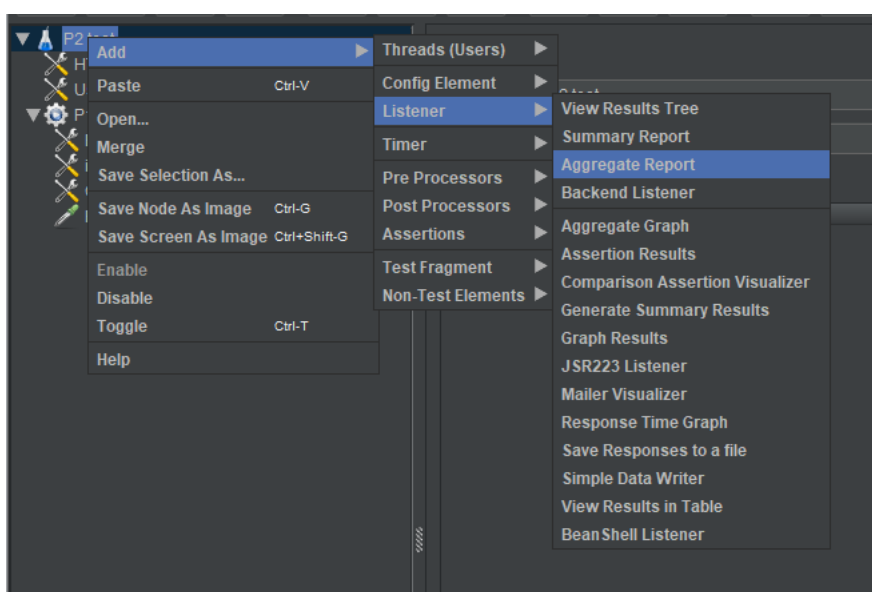 P2 test
Add
Paste Ctrl-V
Open...
Merge
Save Selection As...
Save Node As Image Ctrl-G
Save Screen As Image Ctrl+Shift-G
Enable
Disable
Toggle Ctrl-T
Help
Threads (Users)
Config Element
Listener
Timer
Pre Processors
Post Processors
Assertions
Test Fragment
Non-Test Elements
View Results Tree
Summary Report
Aggregate Report
Backend Listener
Aggregate Graph
Assertion Results
Comparison Assertion Visualizer
Generate Summary Results
Graph Results
JSR223 Listener
Mailer Visualizer
Response Time Graph
Save Responses to a file
Simple Data Writer
View Results in Table
BeanShell Listener